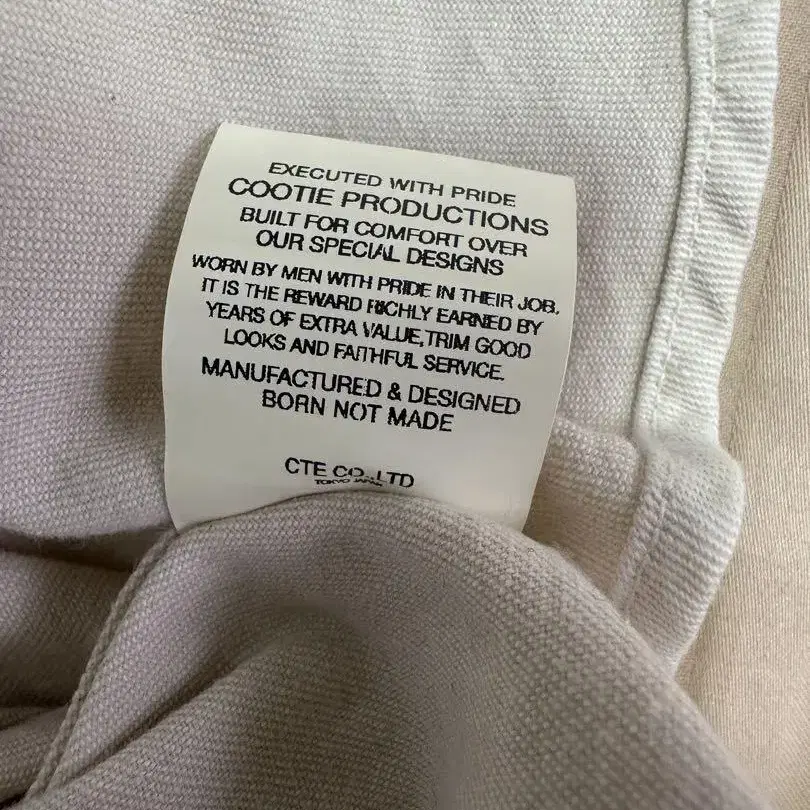 EXECUTED WITH PRIDE
COOTIE PRODUCTIONS
BUILT FOR COMFORT OVER
OUR SPECIAL DESIGNS
WORN BY MEN WITH PRIDE IN THEIR JOB.
IT IS THE REWARD RICHLY EARNED BY
YEARS OF EXTRA VALUE, TRIM GOOD
LOOKS AND FAITHFUL SERVICE.
MANUFACTURED & DESIGNED
BORN NOT MADE
CTE CO.,LTD
TOKYO JAPAN